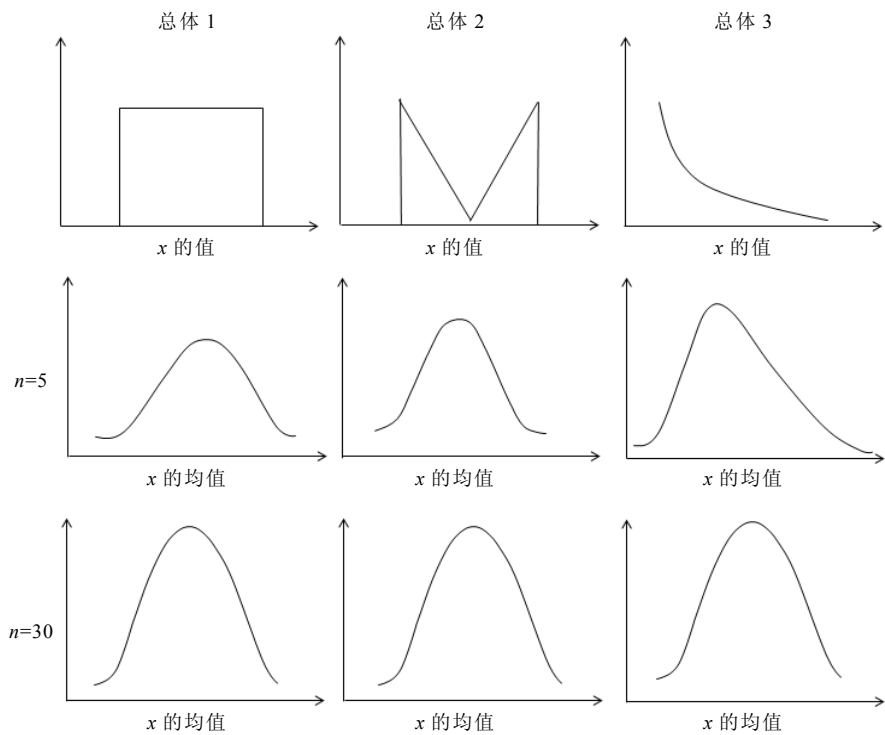 总体 1 总体 2 总体 3
x 的值 x 的值 x 的值
n=5
x 的均值 x 的均值 x 的均值
n=30
x 的均值 x 的均值 x 的均值